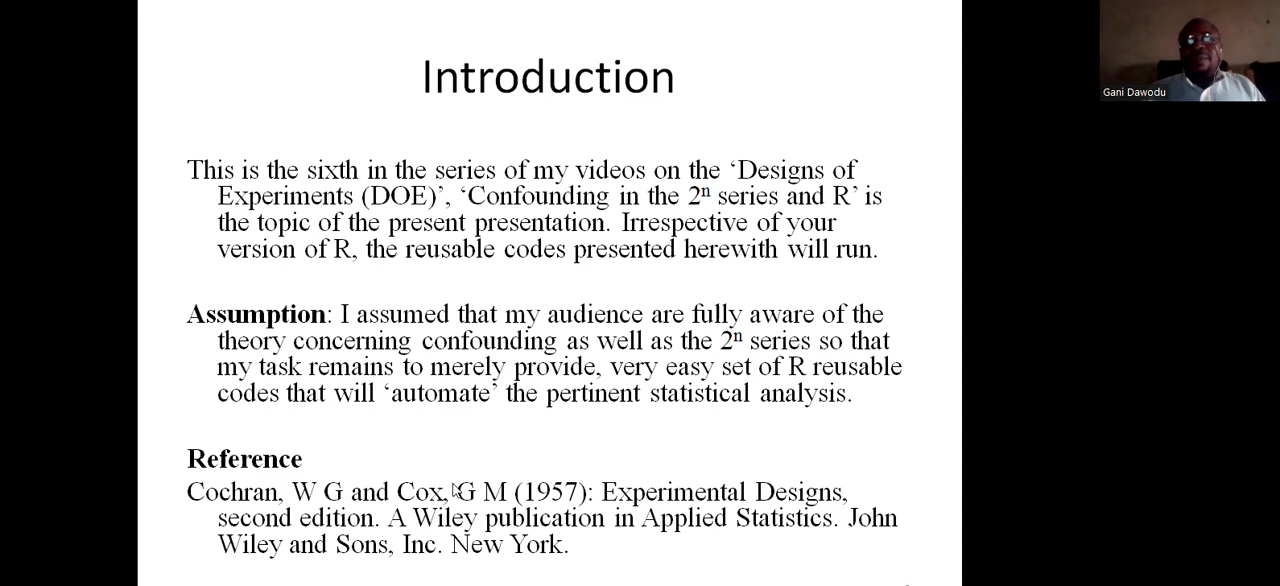 Introduction
This is the sixth in the series of my videos on the ‘Designs of
Experiments (DOE)’, ‘Confounding in the 2ⁿ series and R’ is
the topic of the present presentation. Irrespective of your
version of R, the reusable codes presented herewith will run.
Assumption: I assumed that my audience are fully aware of the
theory concerning confounding as well as the 2ⁿ series so that
my task remains to merely provide, very easy set of R reusable
codes that will ‘automate’ the pertinent statistical analysis.
Reference
Cochran, W G and Cox, G M (1957): Experimental Designs,
second edition. A Wiley publication in Applied Statistics. John
Wiley and Sons, Inc. New York.
Gani Dawodu